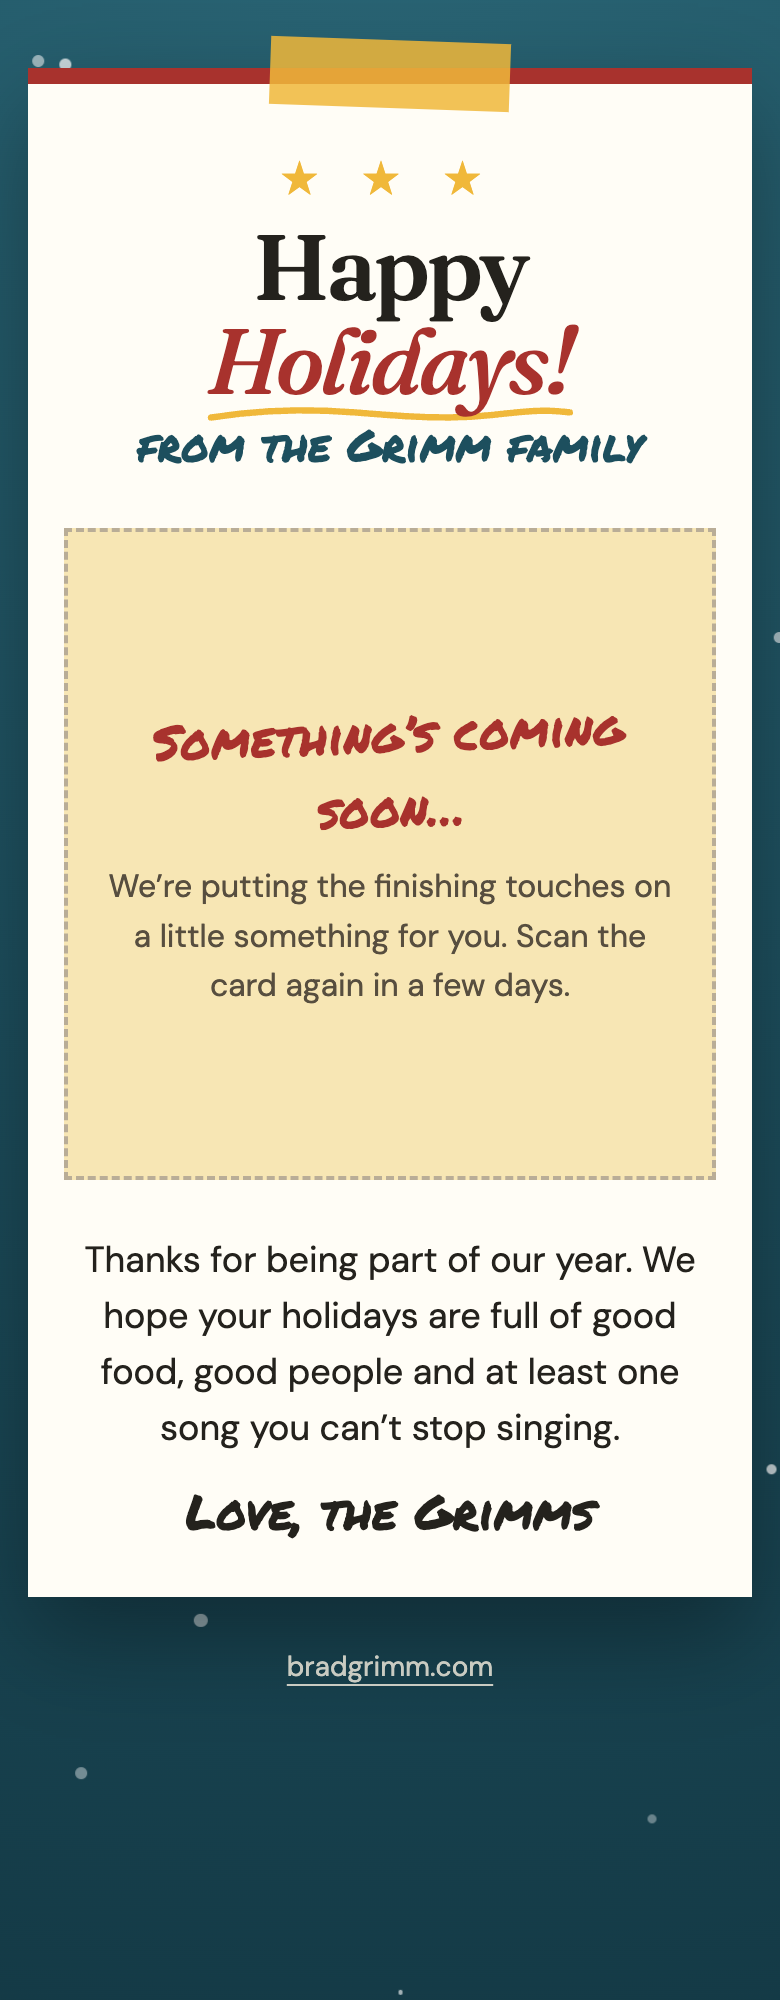 ★ ★ ★
Happy
Holidays!
from the Grimm family
Something’s coming
soon...
We’re putting the finishing touches on
a little something for you. Scan the
card again in a few days.
Thanks for being part of our year. We
hope your holidays are full of good
food, good people and at least one
song you can’t stop singing.
Love, the Grimms
bradgrimm.com